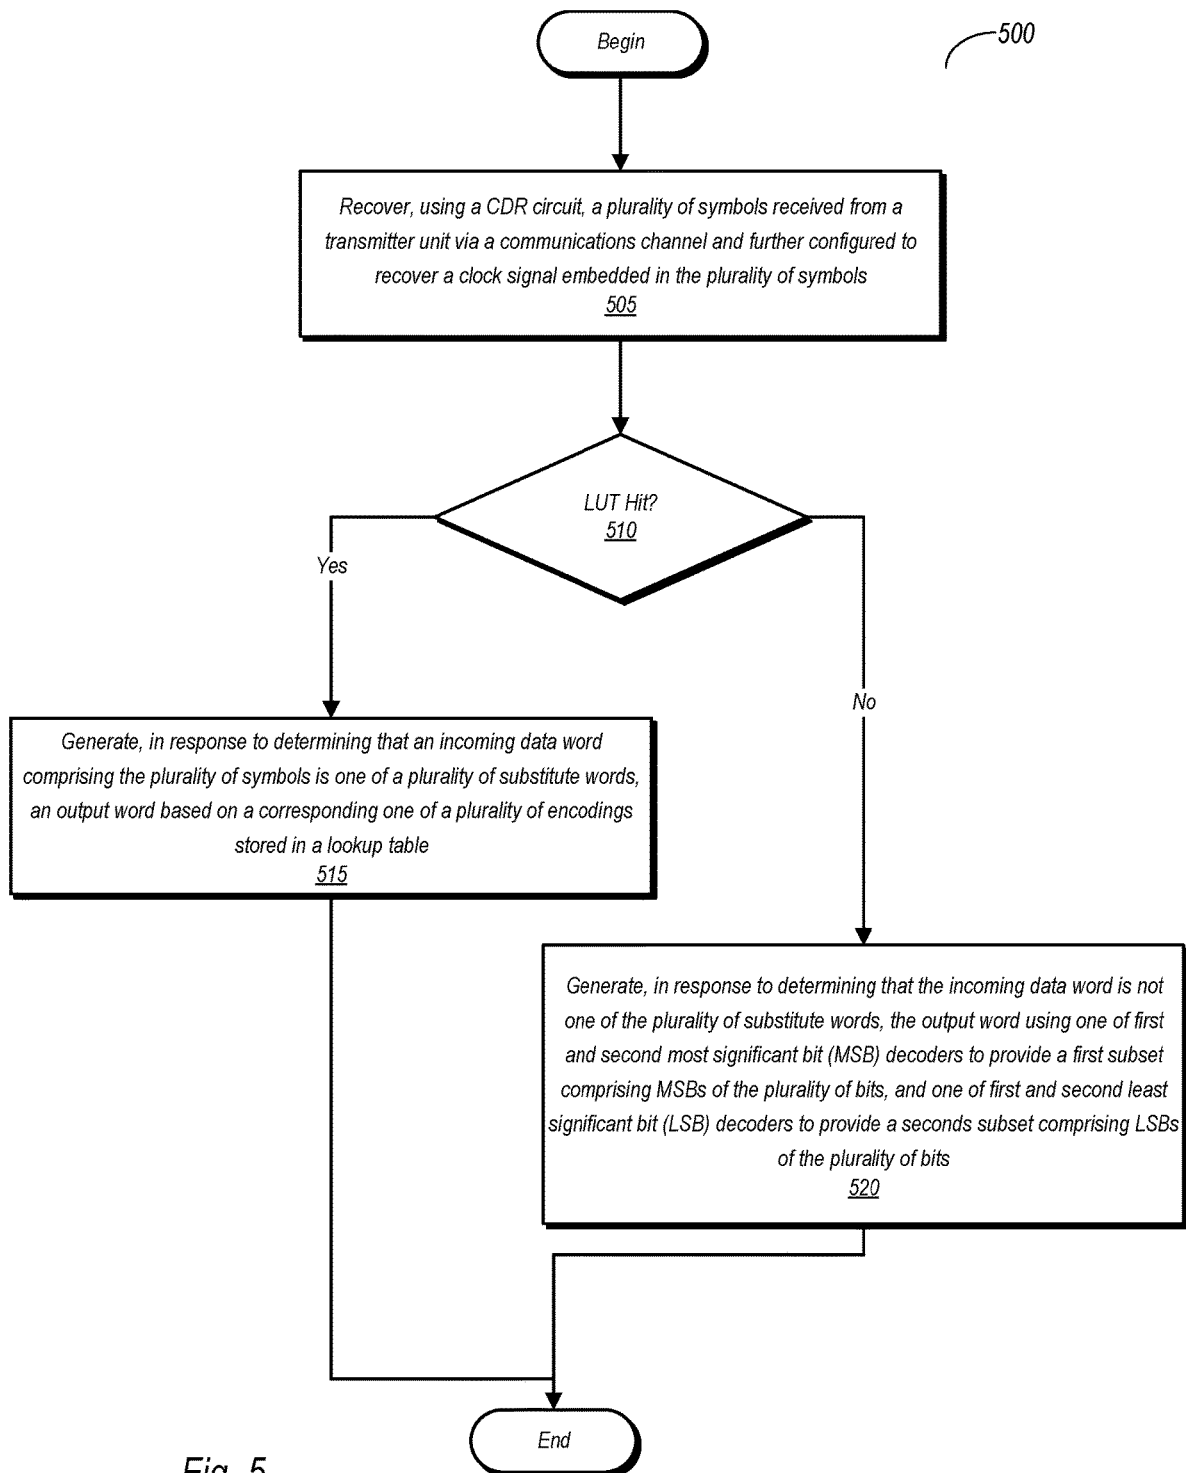 Begin
500
Recover, using a CDR circuit, a plurality of symbols received from a
transmitter unit via a communications channel and further configured to
recover a clock signal embedded in the plurality of symbols
505
LUT Hit?
510
Yes
No
Generate, in response to determining that an incoming data word
comprising the plurality of symbols is one of a plurality of substitute words,
an output word based on a corresponding one of a plurality of encodings
stored in a lookup table
515
Generate, in response to determining that the incoming data word is not
one of the plurality of substitute words, the output word using one of first
and second most significant bit (MSB) decoders to provide a first subset
comprising MSBs of the plurality of bits, and one of first and second least
significant bit (LSB) decoders to provide a seconds subset comprising LSBs
of the plurality of bits
520
End
Fig. 5